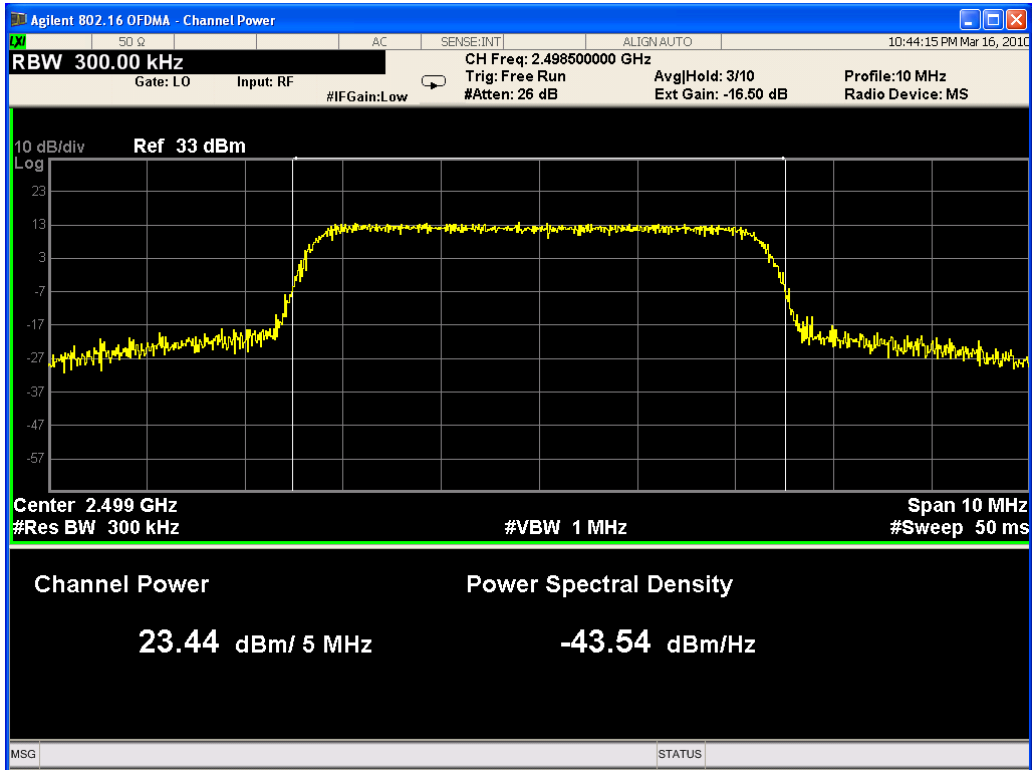 Agilent 802.16 OFDMA - Channel Power
LXI 50 Ω AC SENSE:INT ALIGN AUTO 10:44:15 PM Mar 16, 2010
RBW 300.00 kHz
CH Freq: 2.498500000 GHz
Gate: LO Input: RF Trig: Free Run Avg|Hold: 3/10 Profile:10 MHz
#IFGain:Low #Atten: 26 dB Ext Gain: -16.50 dB Radio Device: MS
10 dB/div Ref 33 dBm
Log
23
13
3
-7
-17
-27
-37
-47
-57
Center 2.499 GHz Span 10 MHz
#Res BW 300 kHz #VBW 1 MHz #Sweep 50 ms
Channel Power Power Spectral Density
23.44 dBm/ 5 MHz -43.54 dBm/Hz
MSG STATUS